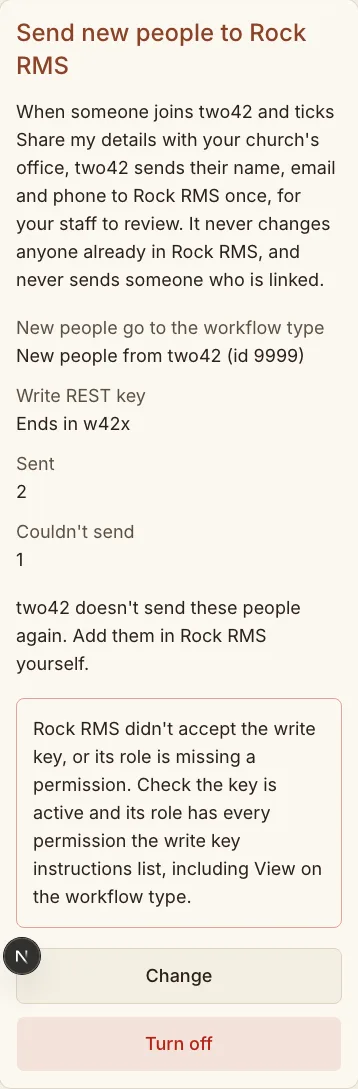 Send new people to Rock
RMS
When someone joins two42 and ticks
Share my details with your church's
office, two42 sends their name, email
and phone to Rock RMS once, for
your staff to review. It never changes
anyone already in Rock RMS, and
never sends someone who is linked.
New people go to the workflow type
New people from two42 (id 9999)
Write REST key
Ends in w42x
Sent
2
Couldn't send
1
two42 doesn't send these people
again. Add them in Rock RMS
yourself.
Rock RMS didn't accept the write
key, or its role is missing a
permission. Check the key is
active and its role has every
permission the write key
instructions list, including View on
the workflow type.
N
Change
Turn off